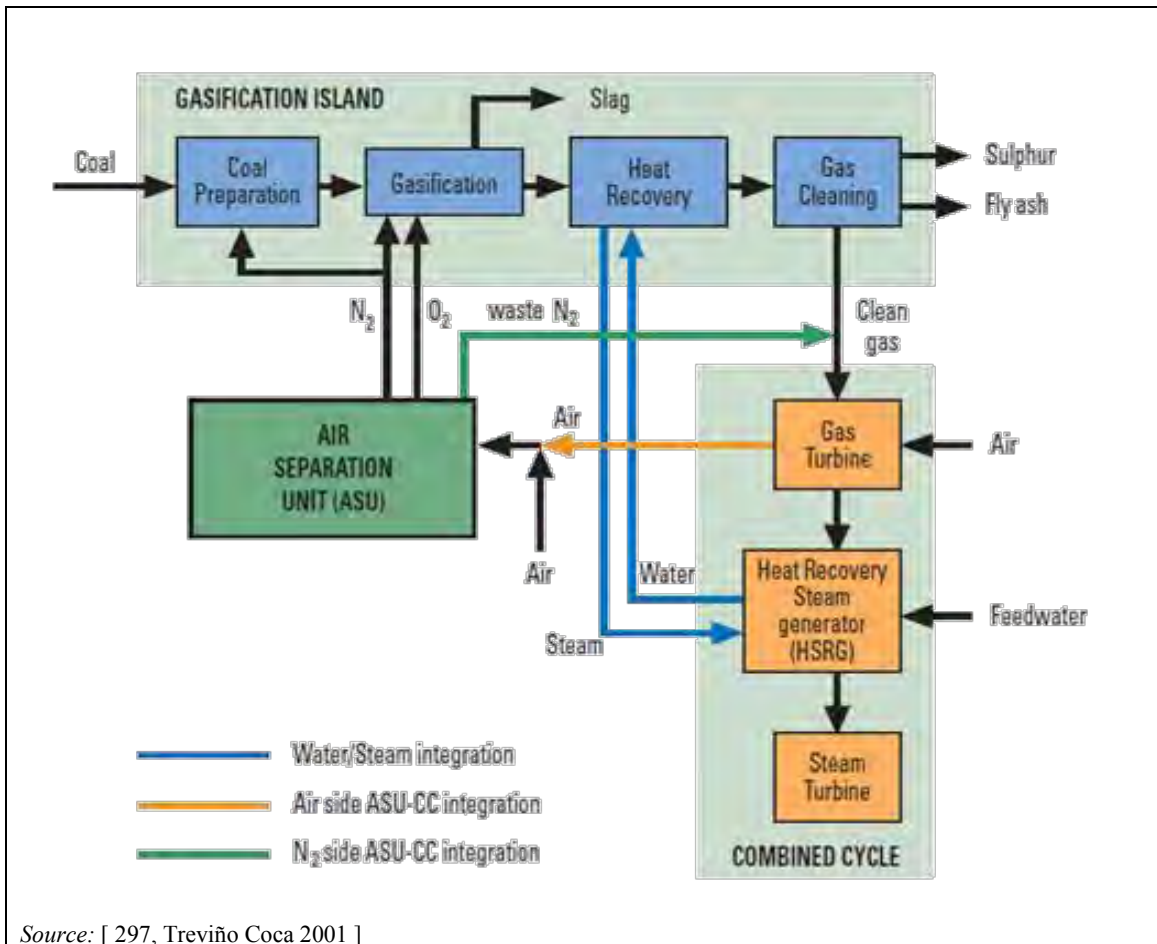 GASIFICATION ISLAND
Slag
Coal
Coal
Preparation
Gasification
Heat
Recovery
Gas
Cleaning
Sulphur
Fly ash
N₂
O₂
waste N₂
Clean
gas
AIR
SEPARATION
UNIT (ASU)
Air
Gas
Turbine
Air
Air
Water
Steam
Heat Recovery
Steam
generator
(HSRG)
Feedwater
Steam
Turbine
COMBINED CYCLE
Water/Steam integration
Air side ASU-CC integration
N₂ side ASU-CC integration
Source: [ 297, Treviño Coca 2001 ]